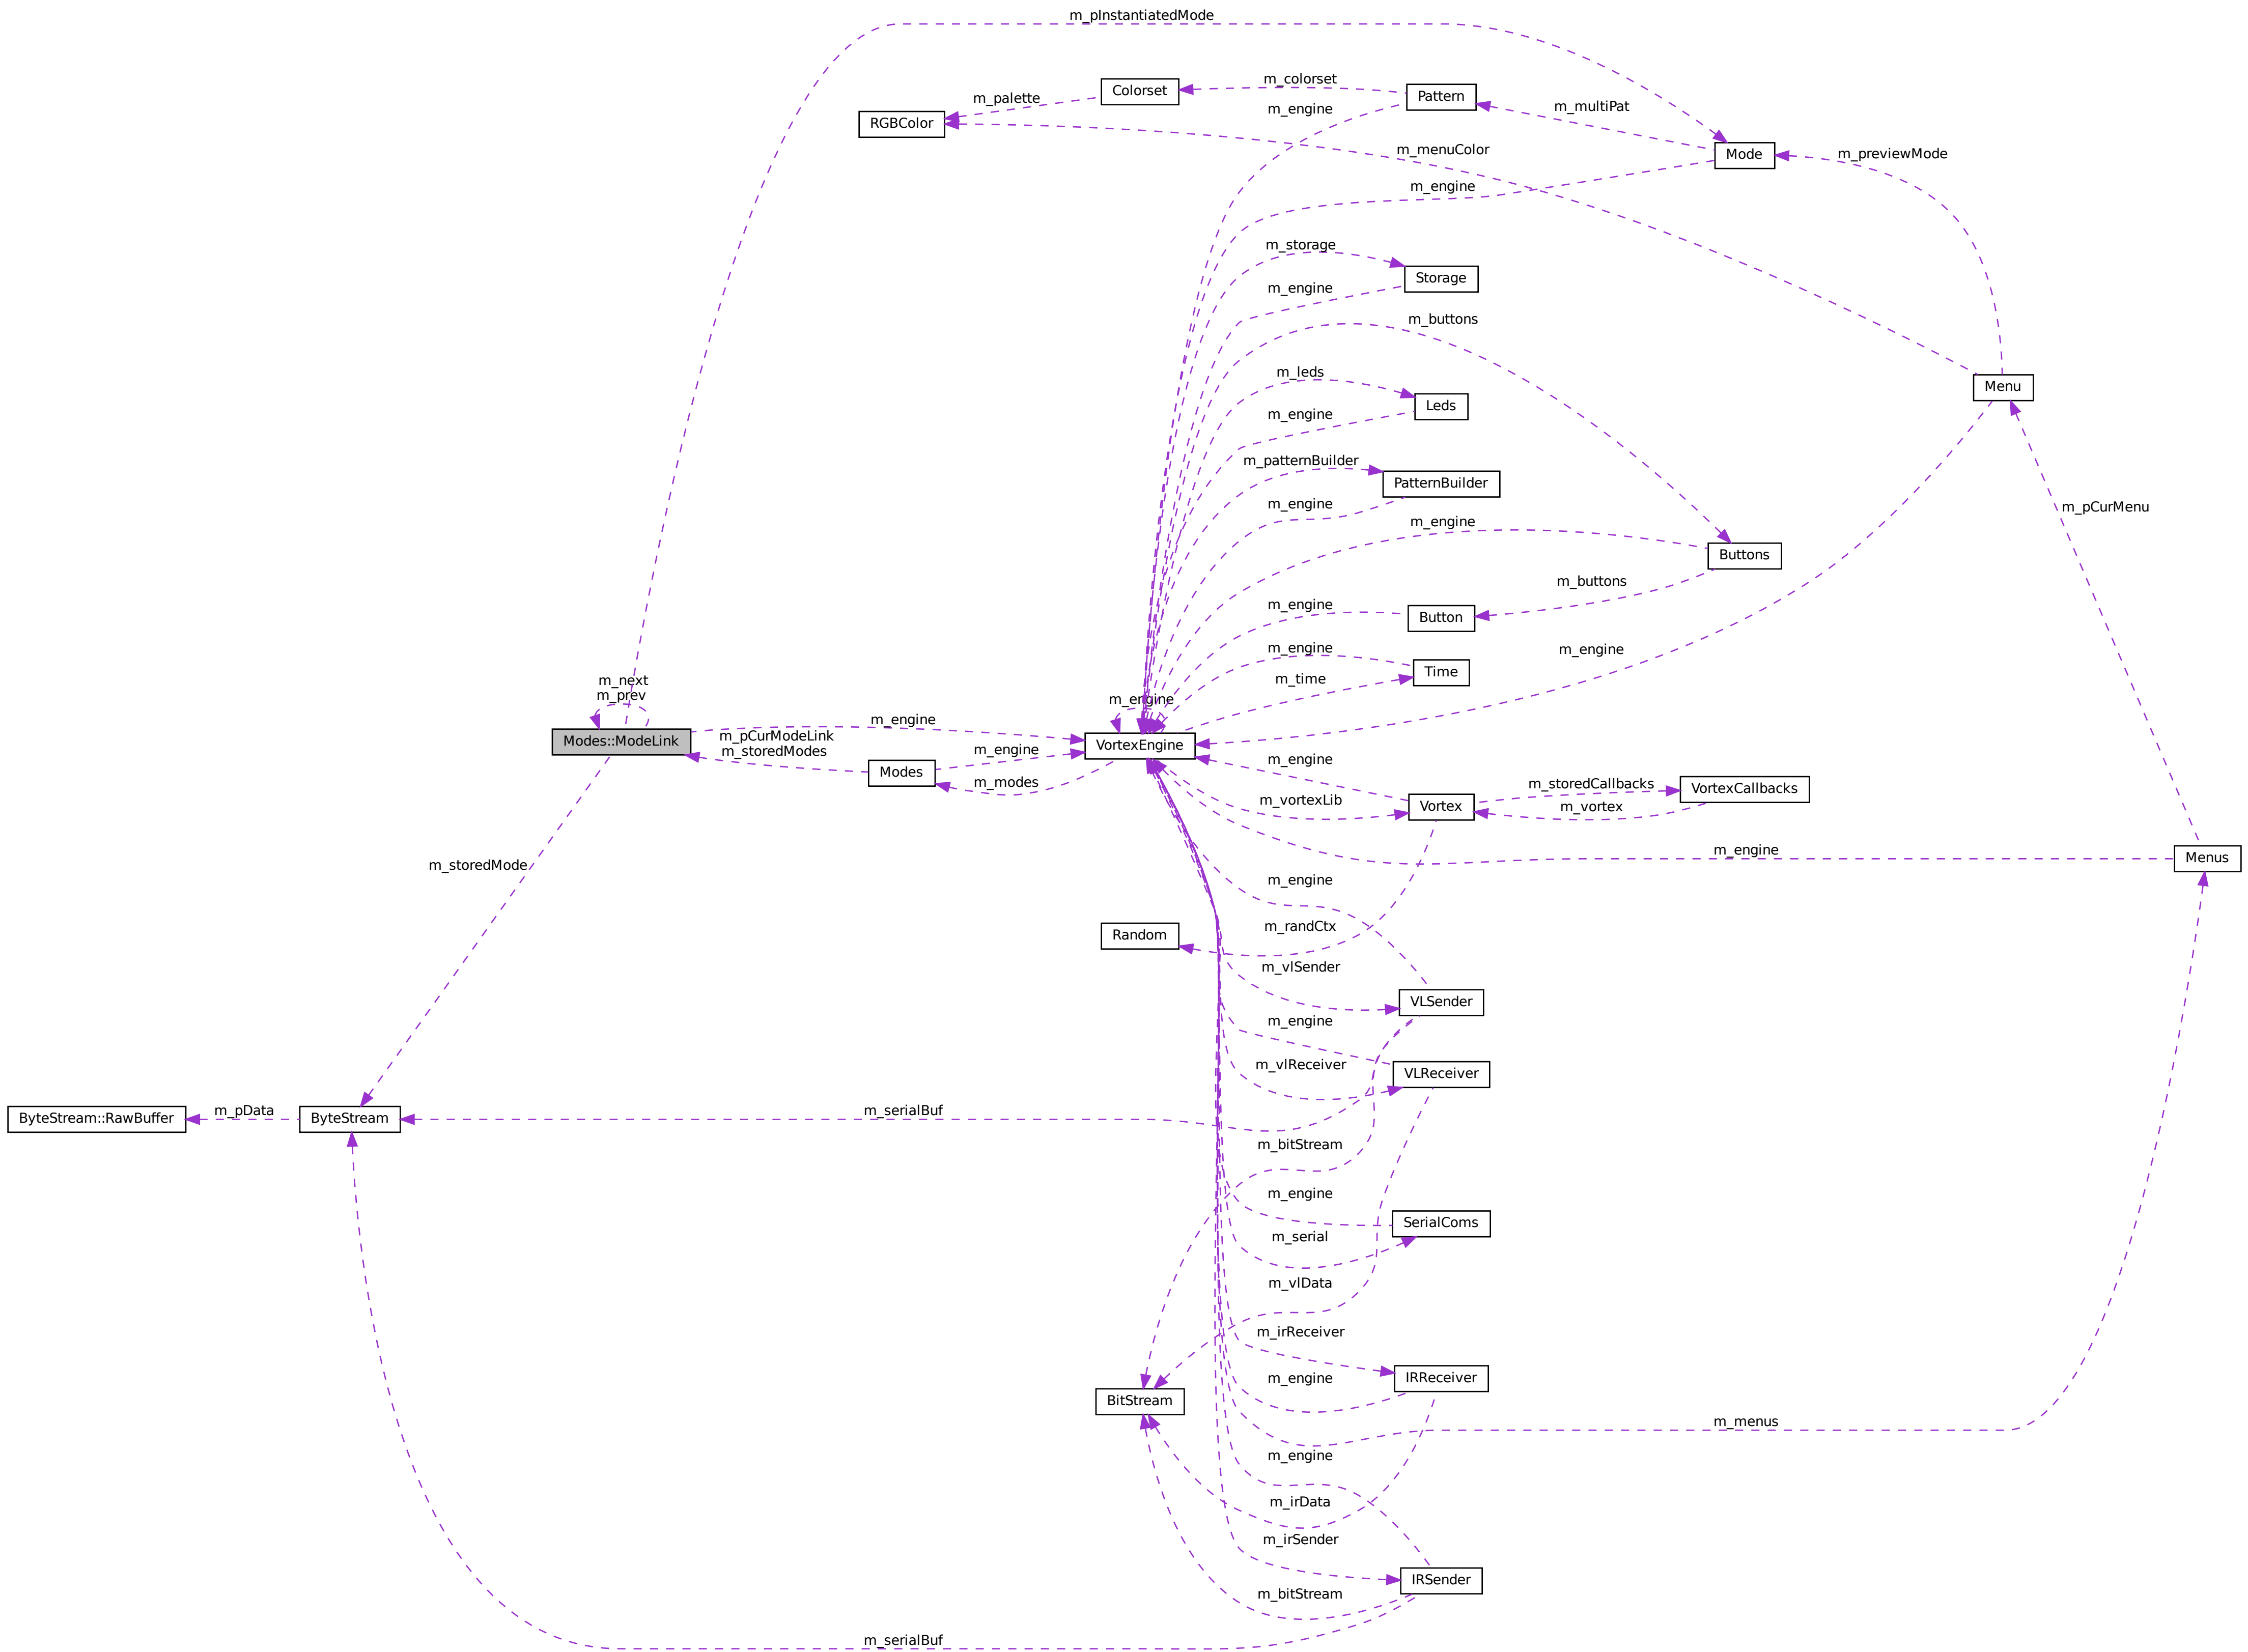 m_pInstantiatedMode
m_colorset
Colorset
m_palette
Pattern
m_multiPat
m_engine
RGBColor
m_menuColor
Mode
m_previewMode
m_engine
m_storage
Storage
m_engine
m_buttons
m_leds
Menu
Leds
m_engine
m_patternBuilder
PatternBuilder
m_engine
m_pCurMenu
m_engine
Buttons
m_buttons
m_engine
Button
m_engine
m_engine
Time
m_time
m_next
m_prev
m_engine
m_engine
Modes::ModeLink
m_pCurModeLink
m_storedModes
VortexEngine
m_engine
Modes
m_modes
m_engine
m_storedCallbacks
VortexCallbacks
m_vortexLib
Vortex
m_vortex
m_engine
Menus
m_storedMode
m_engine
m_randCtx
Random
m_vlSender
VLSender
m_engine
m_vlReceiver
VLReceiver
ByteStream::RawBuffer
m_pData
ByteStream
m_serialBuf
m_bitStream
m_engine
SerialComs
m_serial
m_vlData
m_irReceiver
m_engine
IRReceiver
BitStream
m_menus
m_engine
m_irData
m_irSender
IRSender
m_bitStream
m_serialBuf